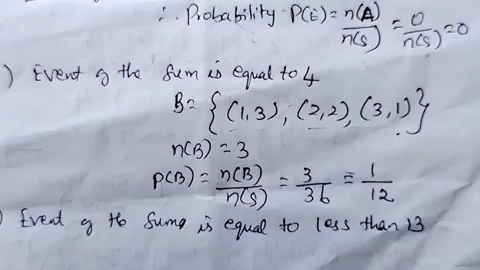 ∴ Probability P(E) = n(A)/n(S) = 0/n(S) = 0
) Event of the Sum is equal to 4
B = { (1,3), (2,2), (3,1) }
n(B) = 3
P(B) = n(B)/n(S) = 3/36 = 1/12
) Event of the Sums is equal to less than 13